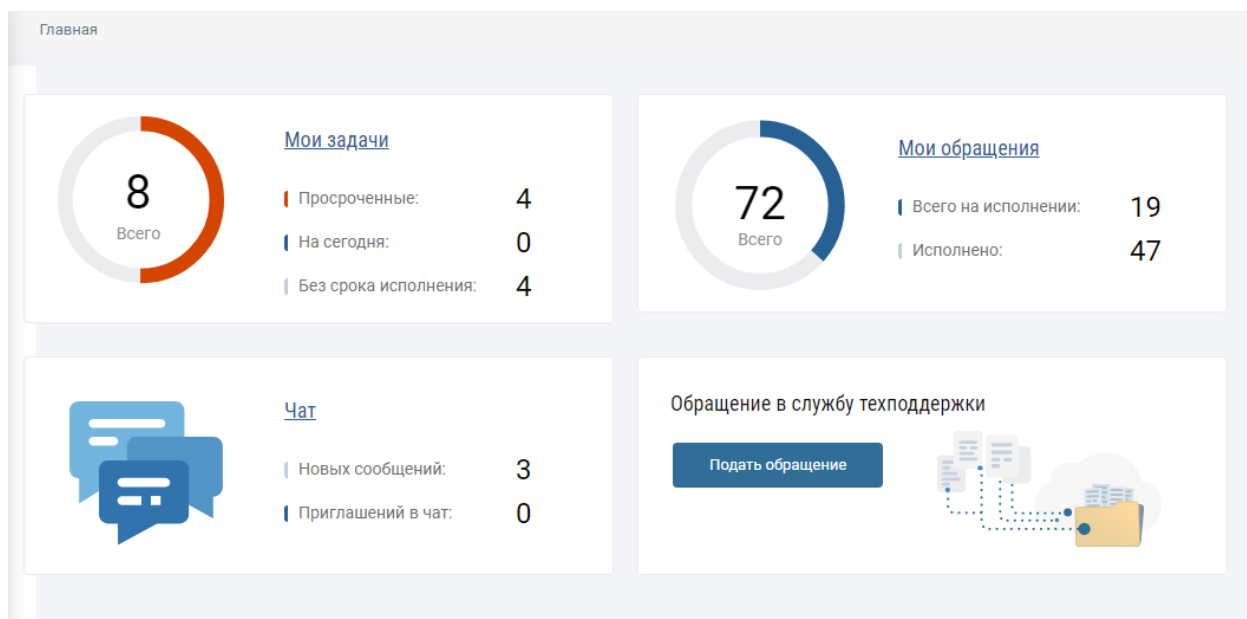 Главная
Мои задачи
8
Всего
Просроченные: 4
На сегодня: 0
Без срока исполнения: 4
Мои обращения
72
Всего
Всего на исполнении: 19
Исполнено: 47
Чат
Новых сообщений: 3
Приглашений в чат: 0
Обращение в службу техподдержки
Подать обращение